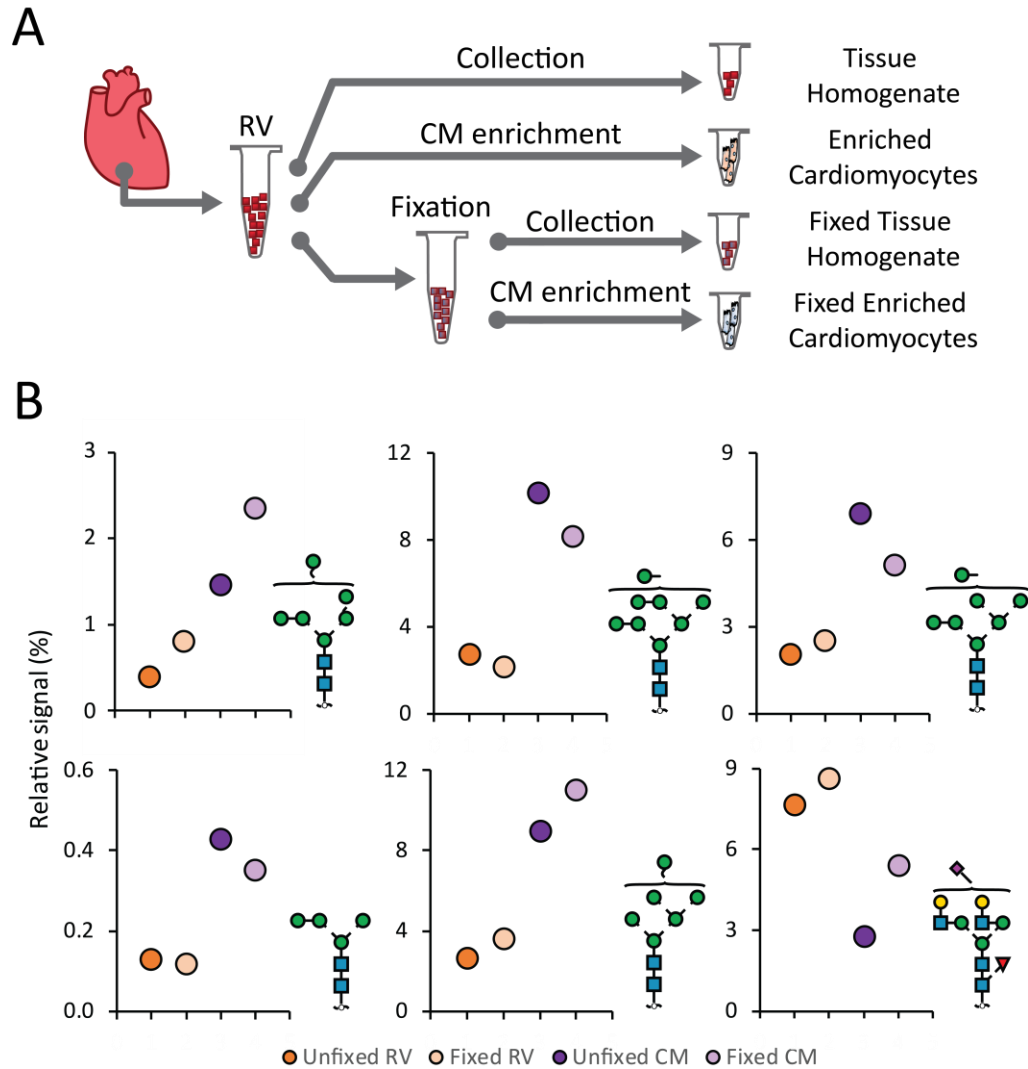 A
Collection
Tissue
Homogenate
RV
CM enrichment
Enriched
Cardiomyocytes
Fixation
Collection
Fixed Tissue
Homogenate
CM enrichment
Fixed Enriched
Cardiomyocytes
B
Relative signal (%)
3
2
1
0
12
8
4
0
9
6
3
0
0.6
0.4
0.2
0.0
12
8
4
0
9
6
3
0
Unfixed RV Fixed RV Unfixed CM Fixed CM